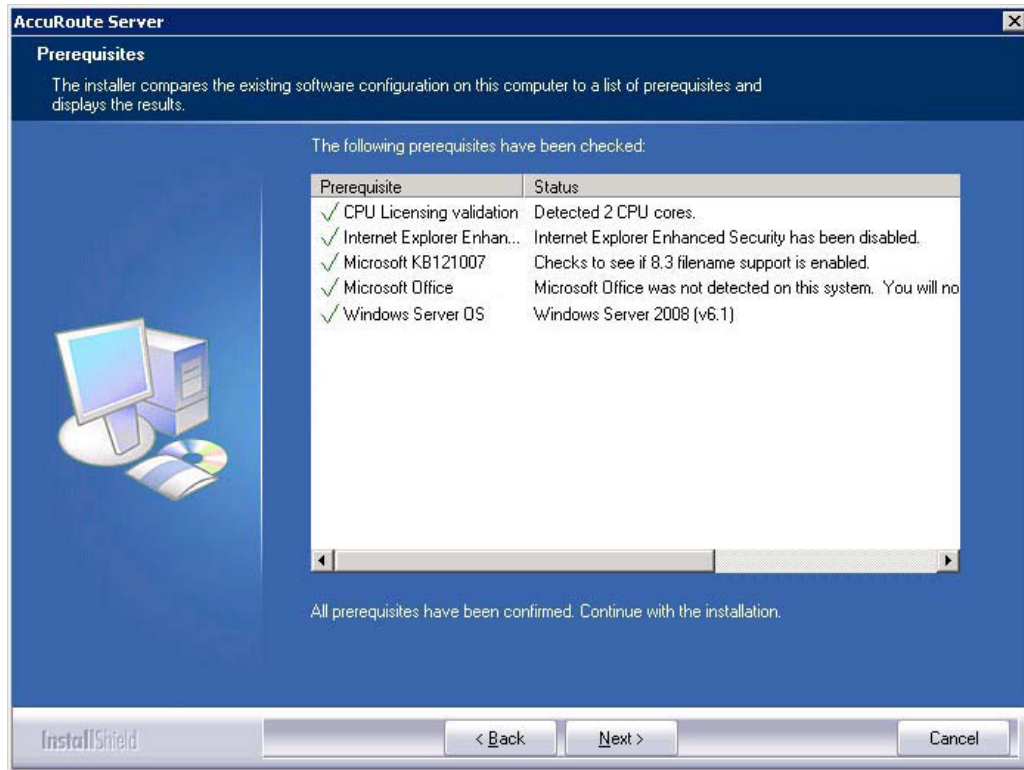 AccuRoute Server
Prerequisites
The installer compares the existing software configuration on this computer to a list of prerequisites and
displays the results.
The following prerequisites have been checked:
Prerequisite Status
CPU Licensing validation Detected 2 CPU cores.
Internet Explorer Enhan... Internet Explorer Enhanced Security has been disabled.
Microsoft KB121007 Checks to see if 8.3 filename support is enabled.
Microsoft Office Microsoft Office was not detected on this system. You will no
Windows Server OS Windows Server 2008 (v6.1)
All prerequisites have been confirmed. Continue with the installation.
InstallShield < Back Next > Cancel